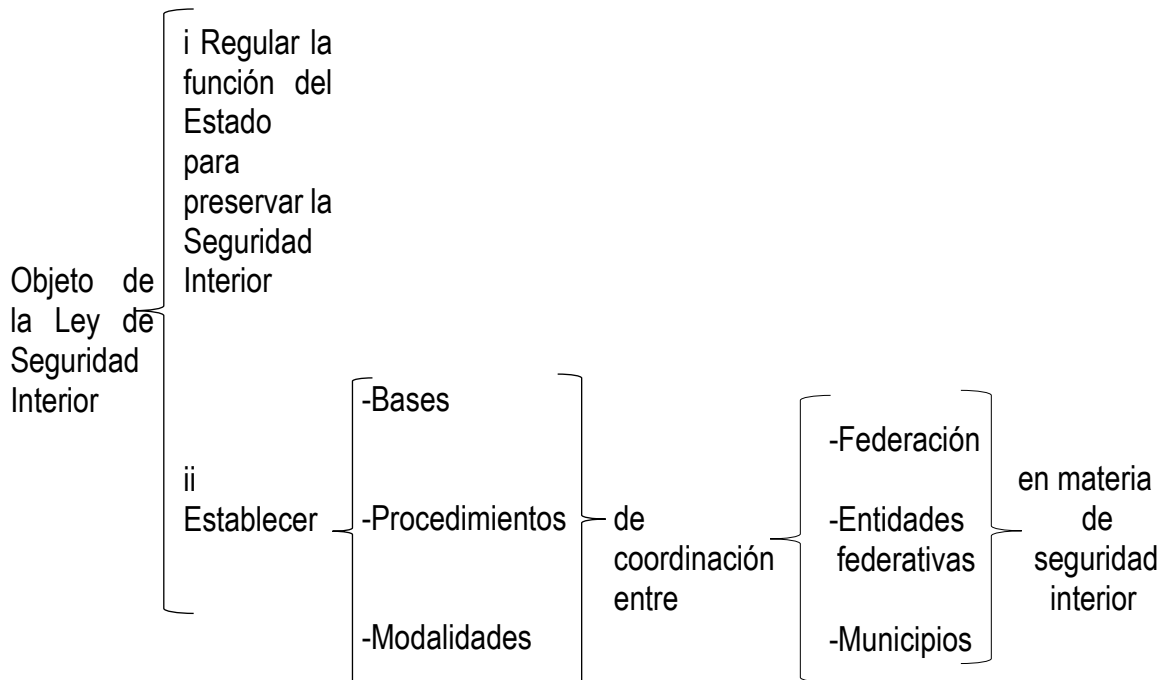 Objeto de
la Ley de
Seguridad
Interior
i Regular la
función del
Estado
para
preservar la
Seguridad
Interior
ii
Establecer
-Bases
-Procedimientos
-Modalidades
de
coordinación
entre
-Federación
-Entidades
federativas
-Municipios
en materia
de
seguridad
interior